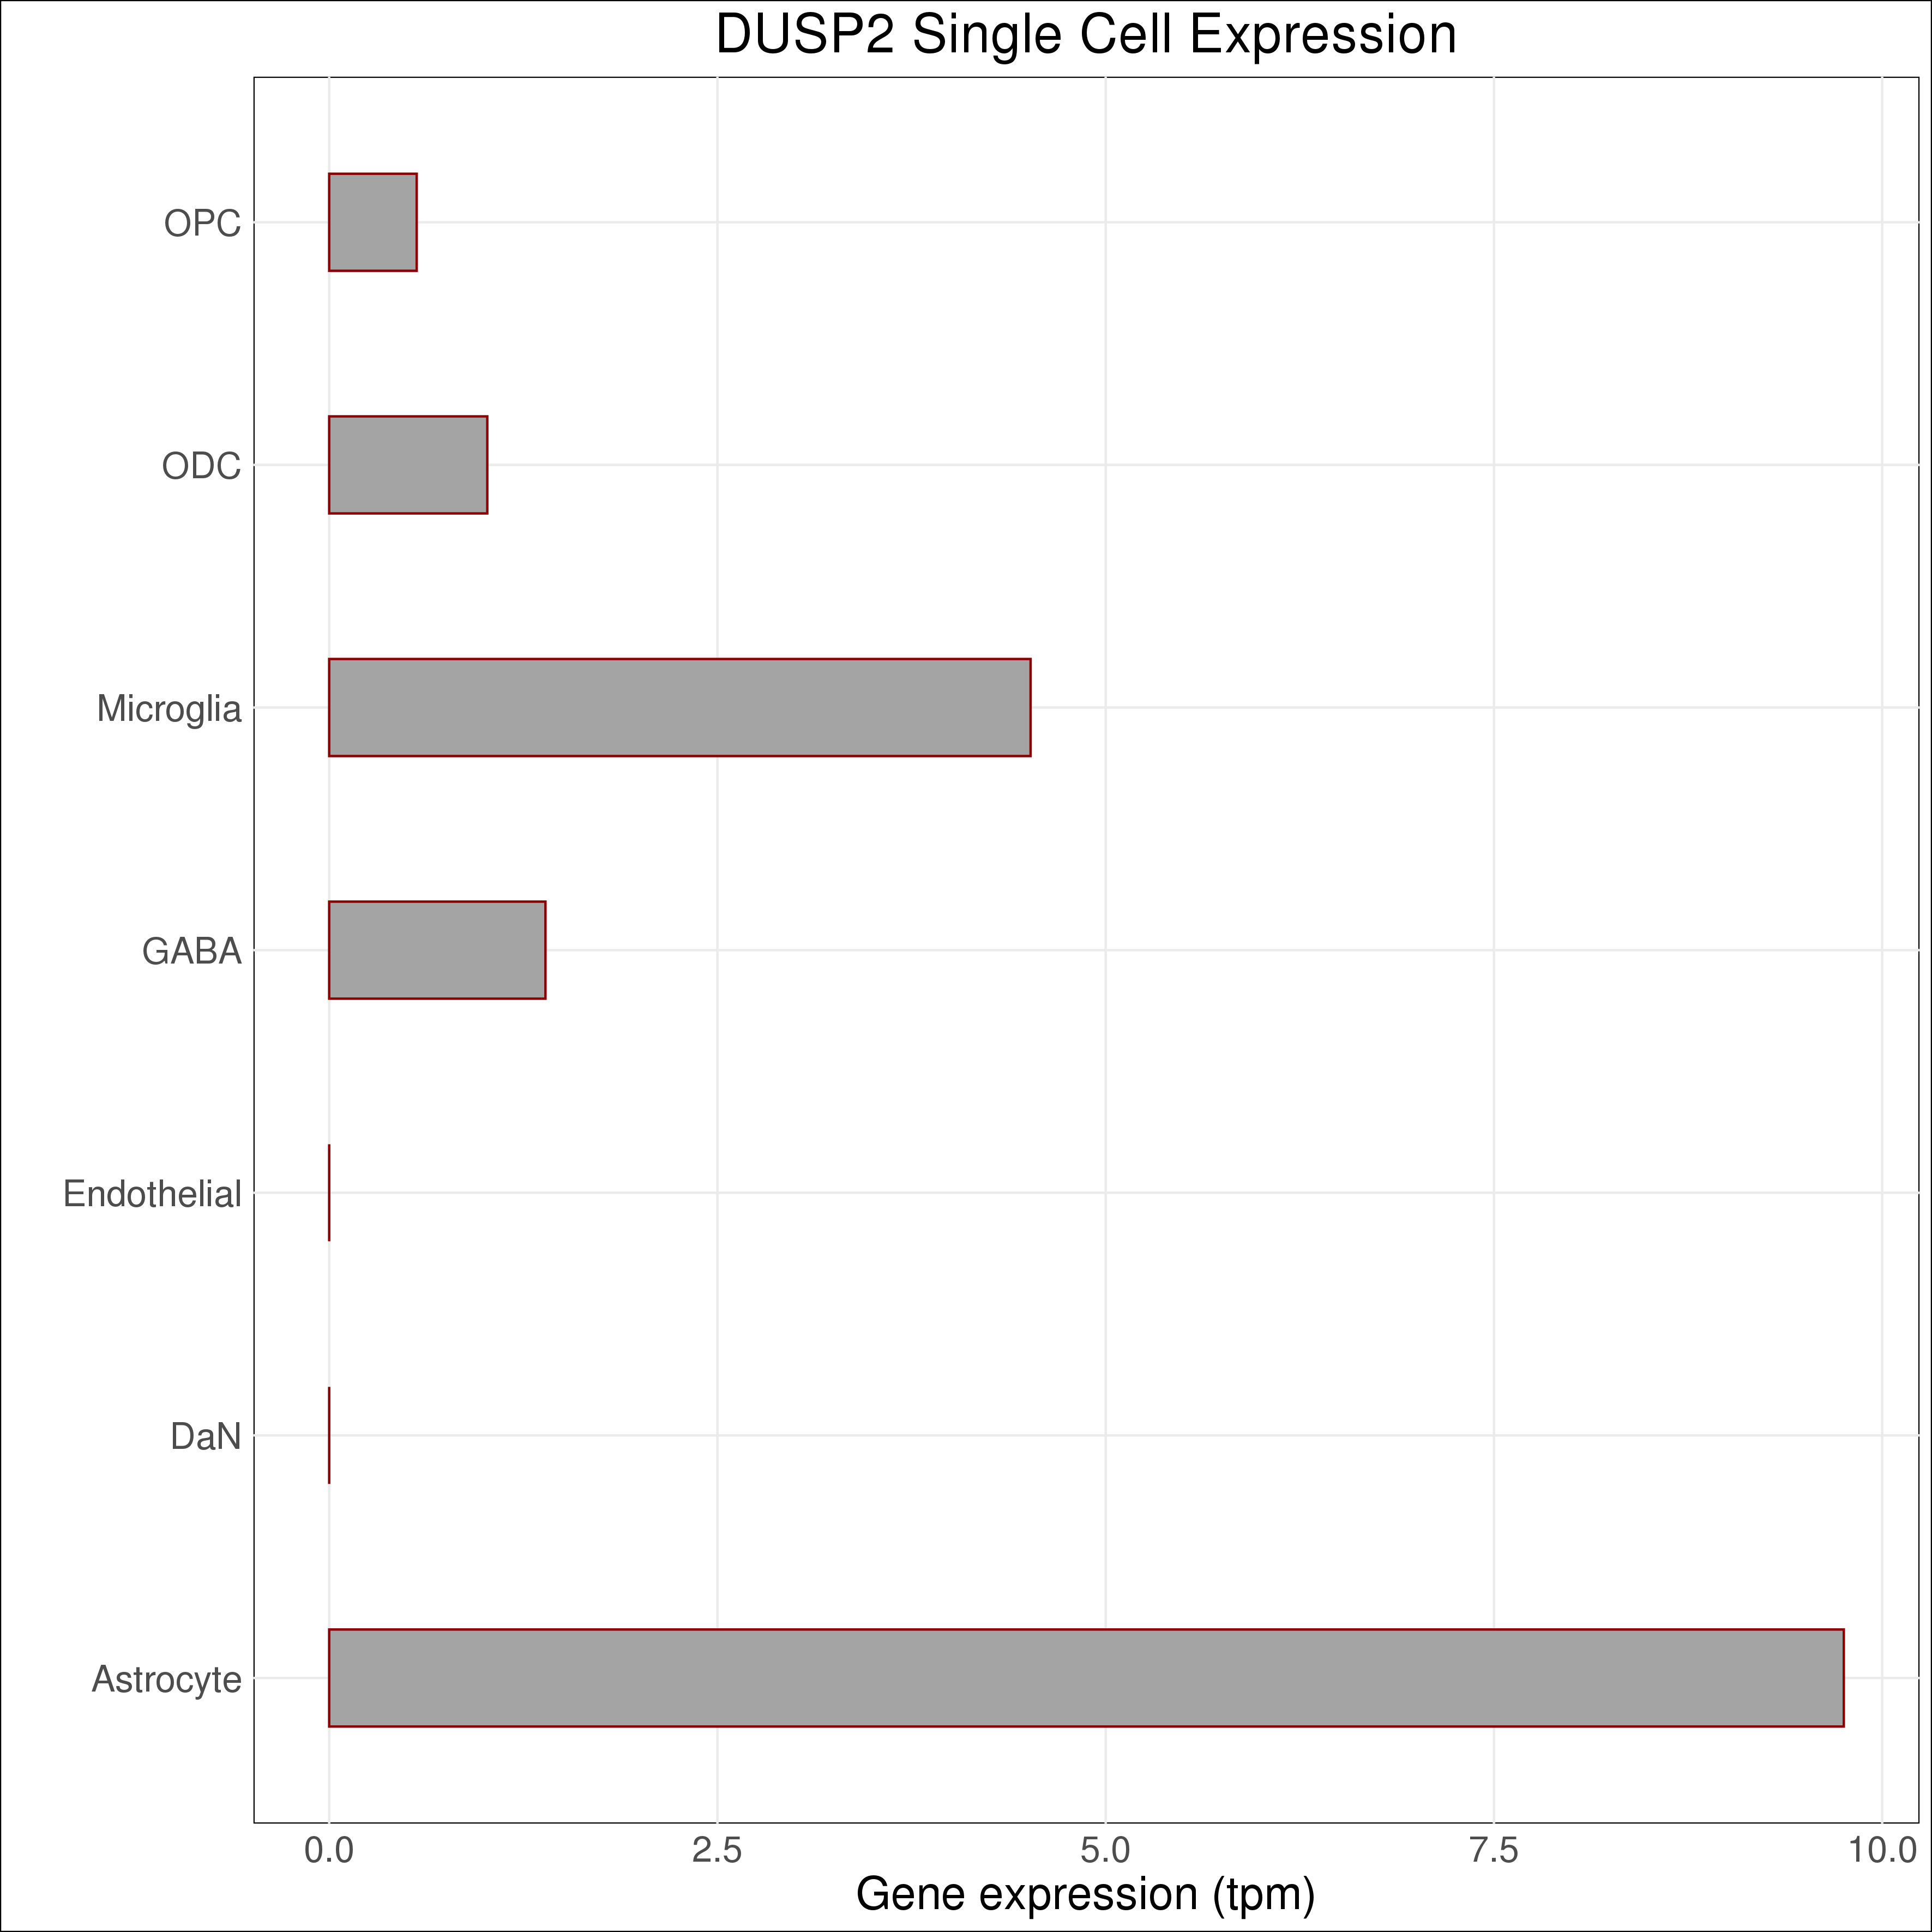 DUSP2 Single Cell Expression
OPC
ODC
Microglia
GABA
Endothelial
DaN
Astrocyte
0.0 2.5 5.0 7.5 10.0
Gene expression (tpm)